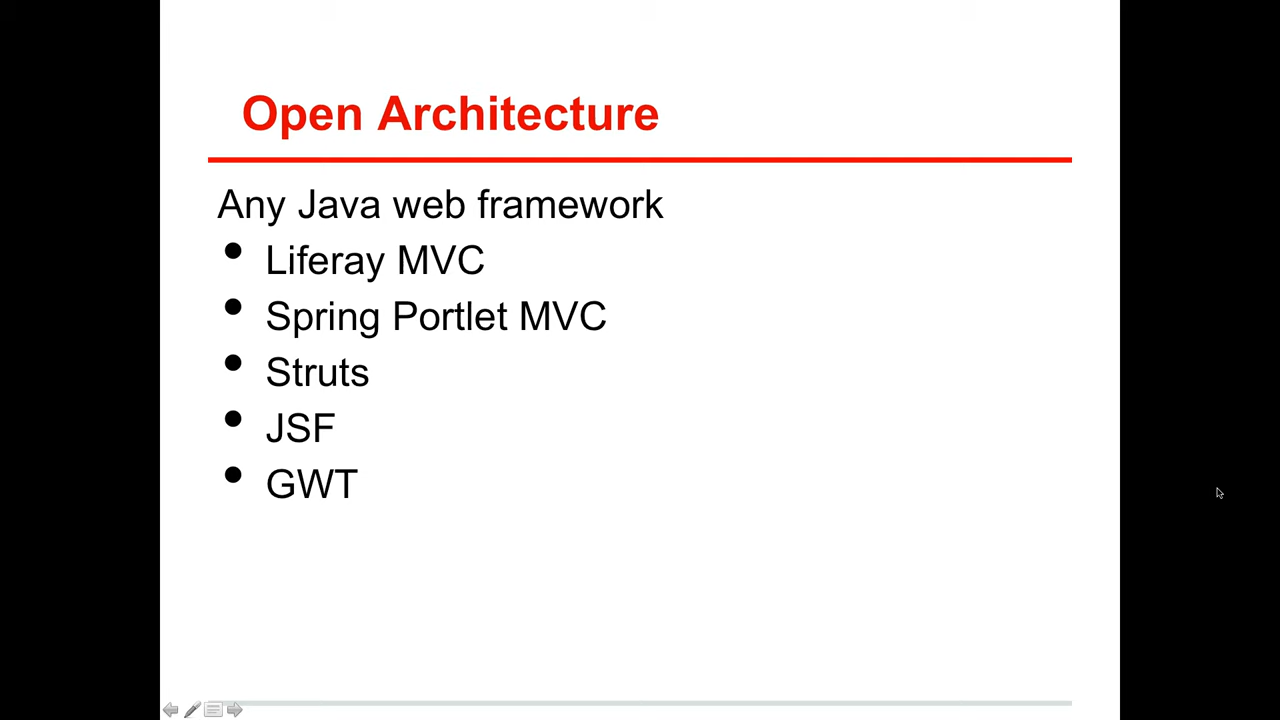 Open Architecture
Any Java web framework
• Liferay MVC
• Spring Portlet MVC
• Struts
• JSF
• GWT